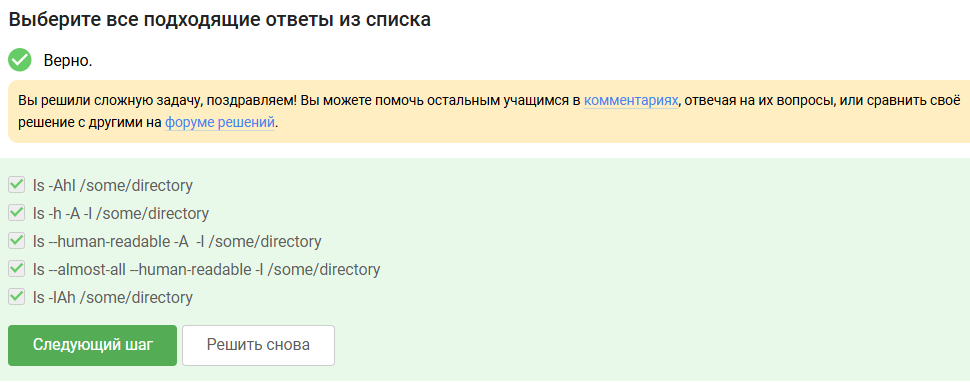 Выберите все подходящие ответы из списка
Верно.
Вы решили сложную задачу, поздравляем! Вы можете помочь остальным учащимся в комментариях, отвечая на их вопросы, или сравнить своё
решение с другими на форуме решений.
ls -Ahl /some/directory
ls -h -A -l /some/directory
ls --human-readable -A  -l /some/directory
ls --almost-all --human-readable -l /some/directory
ls -lAh /some/directory
Следующий шаг
Решить снова